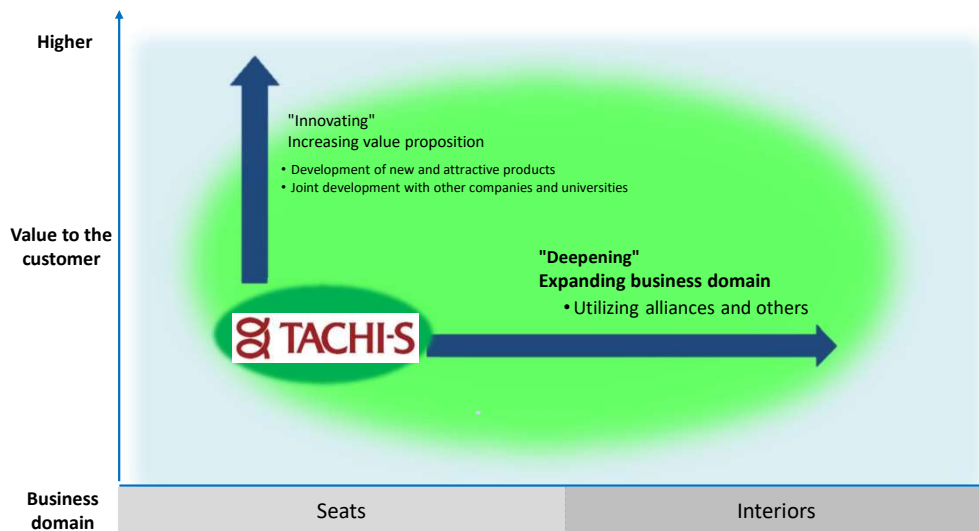 Higher
"Innovating"
Increasing value proposition
• Development of new and attractive products
• Joint development with other companies and universities
Value to the
customer
"Deepening"
Expanding business domain
• Utilizing alliances and others
TACHI-S
Business
domain
Seats
Interiors